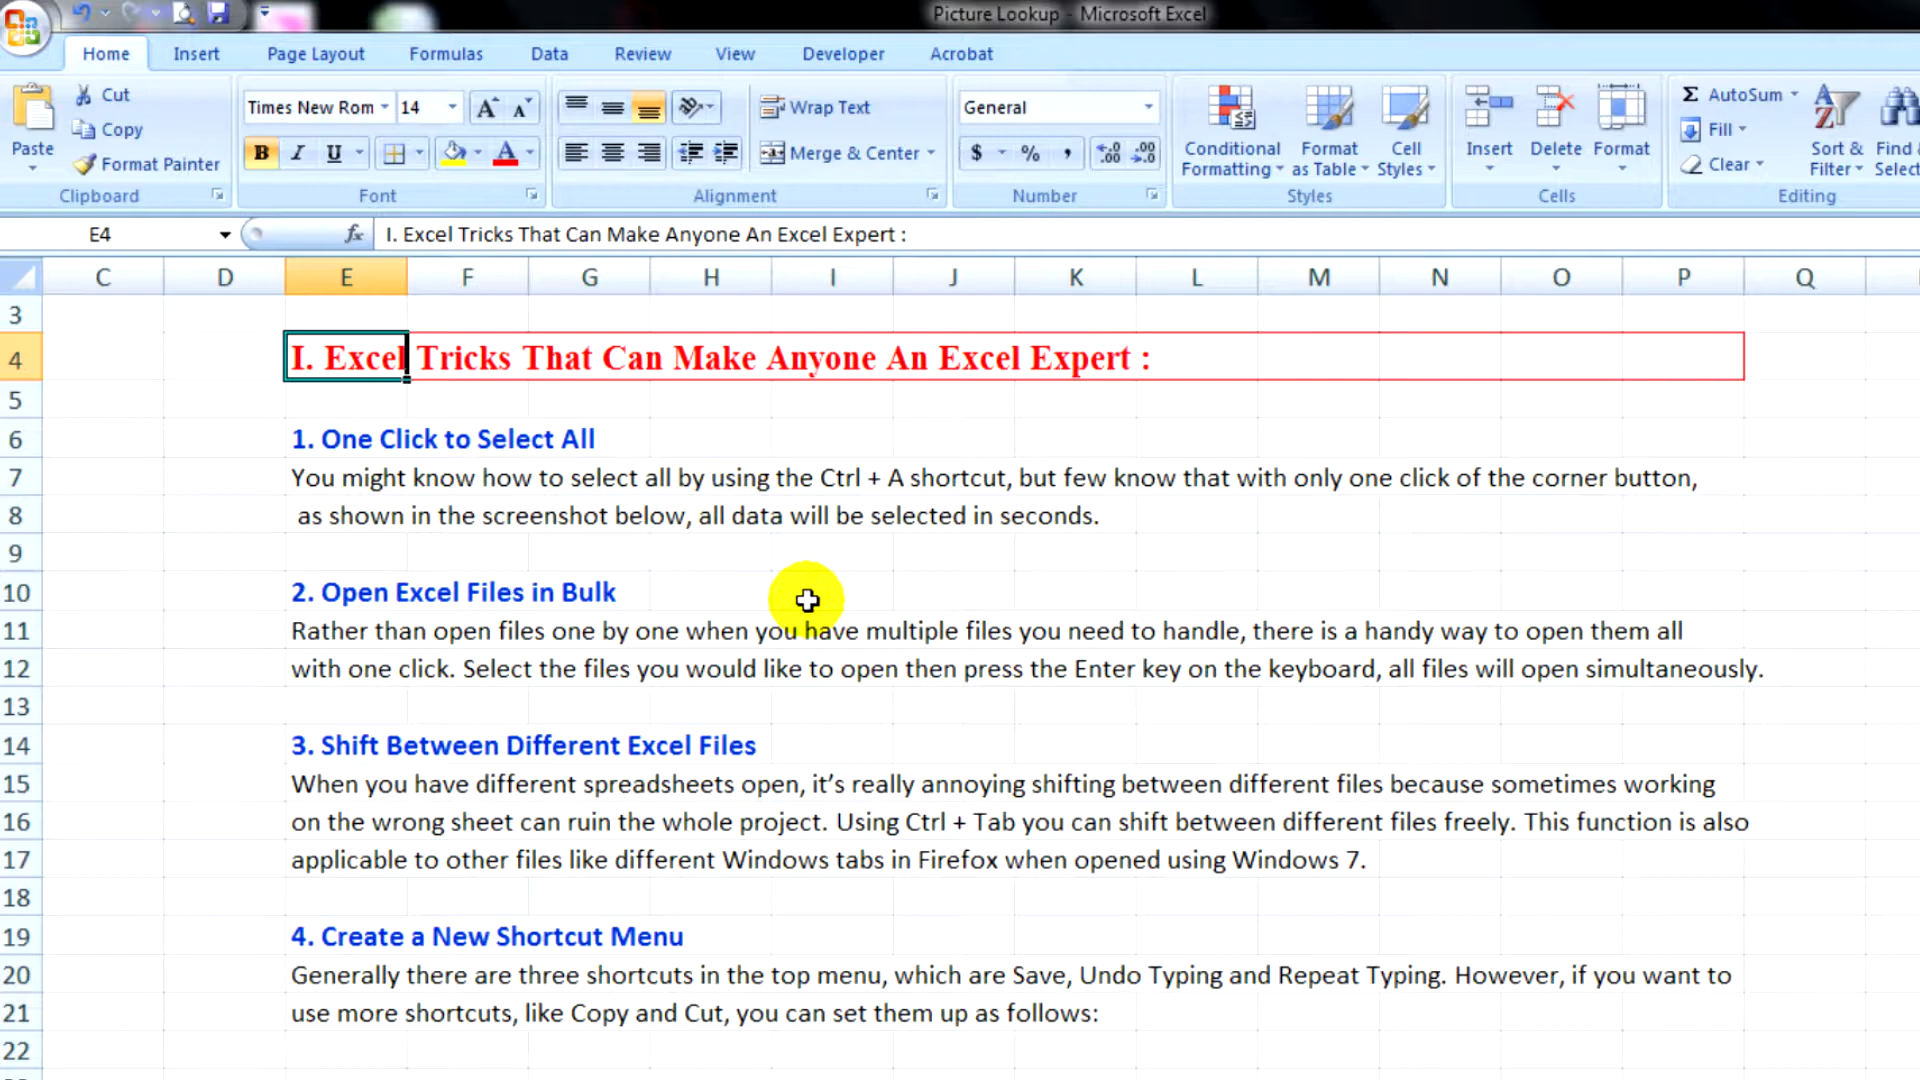 Picture Lookup - Microsoft Excel
Home Insert Page Layout Formulas Data Review View Developer Acrobat
Paste
Cut
Copy
Format Painter
Clipboard
Times New Rom 14
B I U
Font
Wrap Text
Merge & Center
Alignment
General
$ % ,
Number
Conditional Formatting
Format as Table
Cell Styles
Styles
Insert Delete Format
Cells
Σ AutoSum
Fill
Clear
Sort & Filter
Find & Select
Editing
E4 fx I. Excel Tricks That Can Make Anyone An Excel Expert :
C D E F G H I J K L M N O P Q
3
4 I. Excel Tricks That Can Make Anyone An Excel Expert :
5
6 1. One Click to Select All
7 You might know how to select all by using the Ctrl + A shortcut, but few know that with only one click of the corner button,
8 as shown in the screenshot below, all data will be selected in seconds.
9
10 2. Open Excel Files in Bulk
11 Rather than open files one by one when you have multiple files you need to handle, there is a handy way to open them all
12 with one click. Select the files you would like to open then press the Enter key on the keyboard, all files will open simultaneously.
13
14 3. Shift Between Different Excel Files
15 When you have different spreadsheets open, it’s really annoying shifting between different files because sometimes working
16 on the wrong sheet can ruin the whole project. Using Ctrl + Tab you can shift between different files freely. This function is also
17 applicable to other files like different Windows tabs in Firefox when opened using Windows 7.
18
19 4. Create a New Shortcut Menu
20 Generally there are three shortcuts in the top menu, which are Save, Undo Typing and Repeat Typing. However, if you want to
21 use more shortcuts, like Copy and Cut, you can set them up as follows:
22